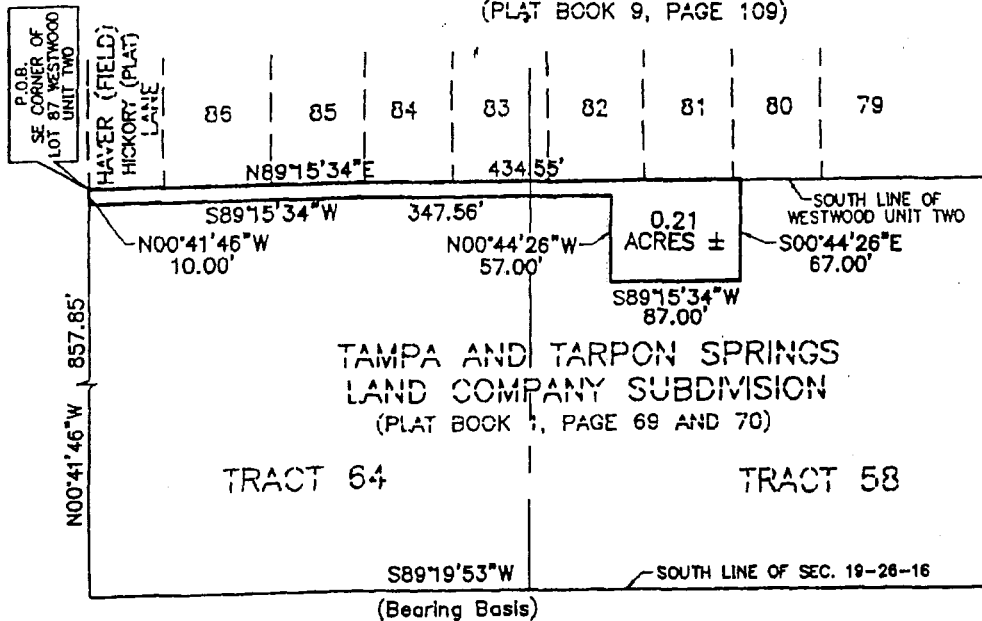 (PLAT BOOK 9, PAGE 109)
P.O.B.
SE CORNER OF
LOT 87 WESTWOOD
UNIT TWO
HAVER (FIELD)
HICKORY (PLAT)
LANE
86
85
84
83
82
81
80
79
N89°15'34"E 434.55'
S89°15'34"W 347.56'
SOUTH LINE OF
WESTWOOD UNIT TWO
N00°41'46"W
10.00'
N00°44'26"W
57.00'
0.21
ACRES ±
S00°44'26"E
67.00'
S89°15'34"W
87.00'
N00°41'46"W 857.85'
TAMPA AND TARPON SPRINGS
LAND COMPANY SUBDIVISION
(PLAT BOOK 1, PAGE 69 AND 70)
TRACT 64
TRACT 58
S89°19'53"W
SOUTH LINE OF SEC. 19-26-16
(Bearing Basis)